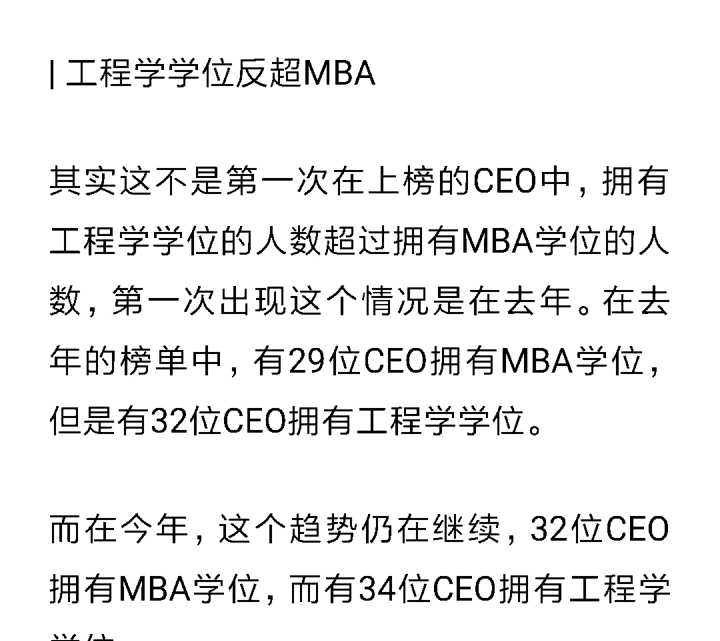 | 工程学学位反超MBA
其实这不是第一次在上榜的CEO中，拥有
工程学学位的人数超过拥有MBA学位的人
数，第一次出现这个情况是在去年。在去
年的榜单中，有29位CEO拥有MBA学位，
但是有32位CEO拥有工程学学位。
而在今年，这个趋势仍在继续，32位CEO
拥有MBA学位，而有34位CEO拥有工程学